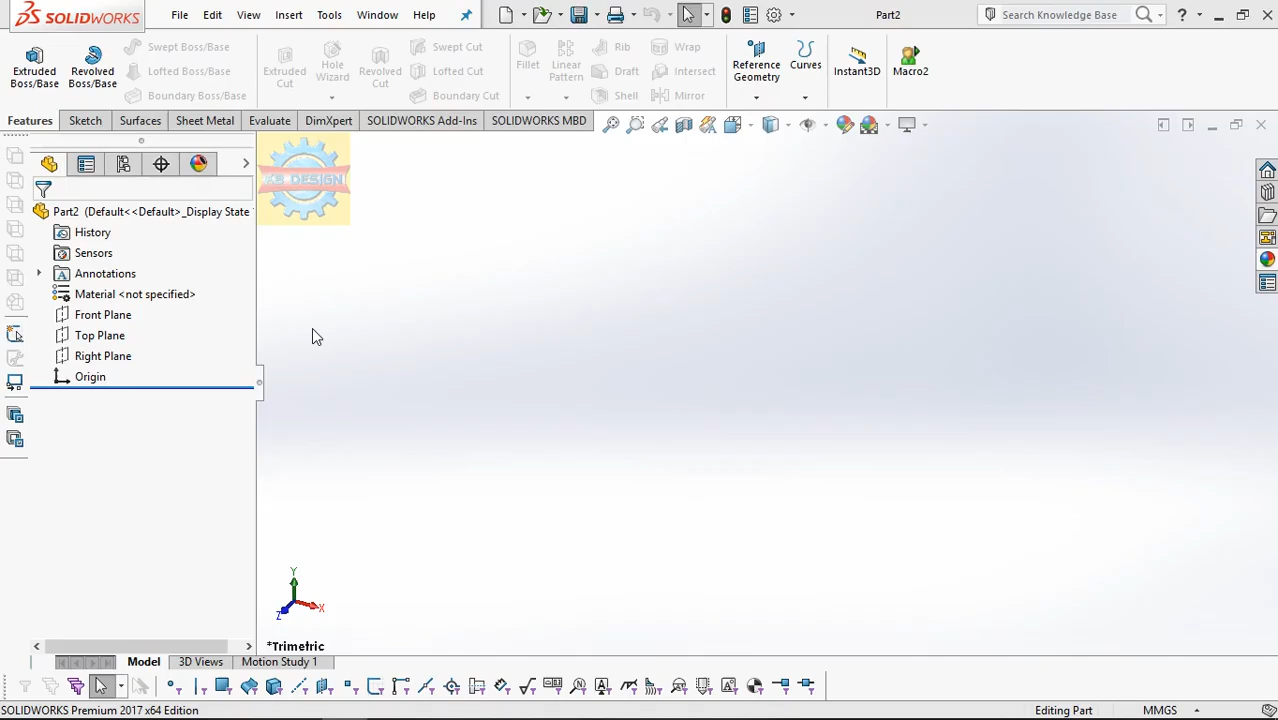 SOLIDWORKS File Edit View Insert Tools Window Help Part2 Search Knowledge Base
Extruded Boss/Base
Revolved Boss/Base
Swept Boss/Base
Lofted Boss/Base
Boundary Boss/Base
Extruded Cut
Hole Wizard
Revolved Cut
Swept Cut
Lofted Cut
Boundary Cut
Fillet
Linear Pattern
Rib
Draft
Shell
Wrap
Intersect
Mirror
Reference Geometry
Curves
Instant3D
Macro2
Features Sketch Surfaces Sheet Metal Evaluate DimXpert SOLIDWORKS Add-Ins SOLIDWORKS MBD
KB DESIGN
Part2 (Default<<Default>_Display State
History
Sensors
Annotations
Material <not specified>
Front Plane
Top Plane
Right Plane
Origin
Y
X
Z
*Trimetric
Model 3D Views Motion Study 1
SOLIDWORKS Premium 2017 x64 Edition Editing Part MMGS